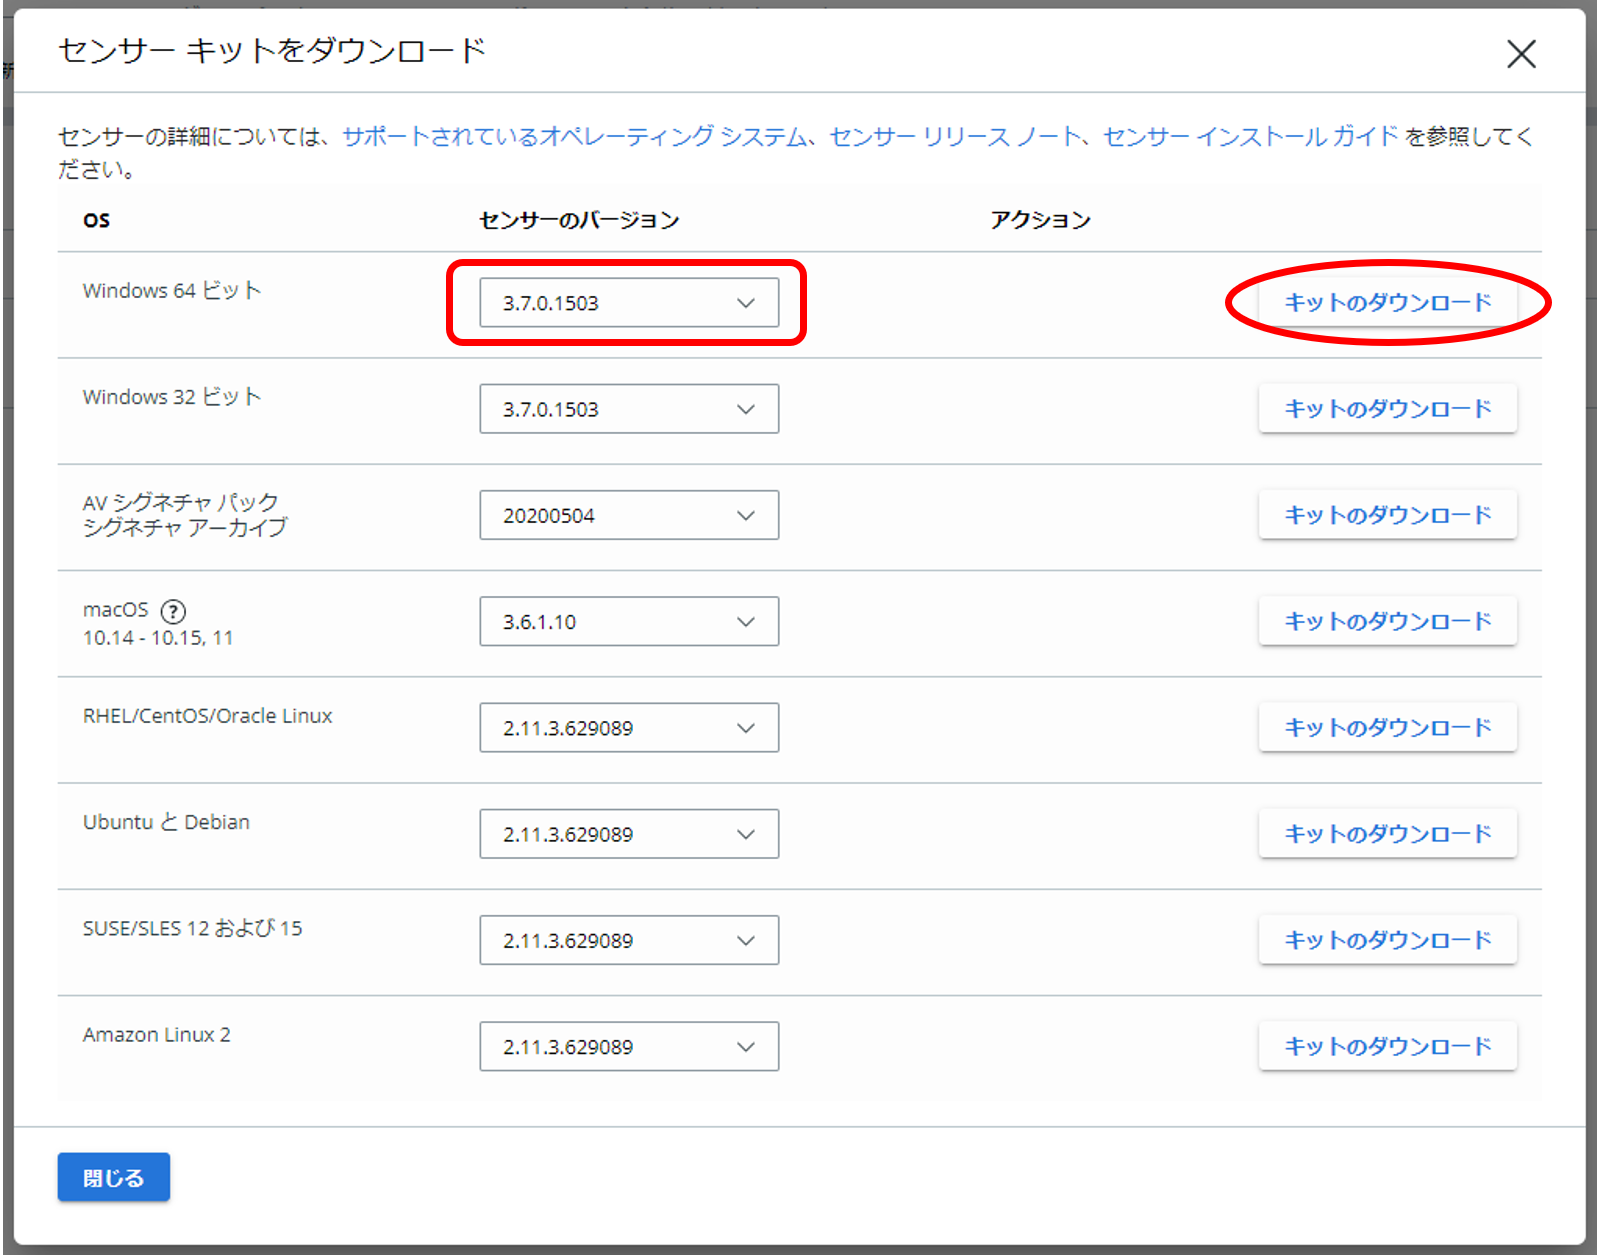 センサー キットをダウンロード
センサーの詳細については、サポートされているオペレーティング システム、センサー リリース ノート、センサー インストール ガイド を参照してく
ださい。
OS センサーのバージョン アクション
Windows 64 ビット 3.7.0.1503 キットのダウンロード
Windows 32 ビット 3.7.0.1503 キットのダウンロード
AV シグネチャ パック
シグネチャ アーカイブ 20200504 キットのダウンロード
macOS ?
10.14 - 10.15, 11 3.6.1.10 キットのダウンロード
RHEL/CentOS/Oracle Linux 2.11.3.629089 キットのダウンロード
Ubuntu と Debian 2.11.3.629089 キットのダウンロード
SUSE/SLES 12 および 15 2.11.3.629089 キットのダウンロード
Amazon Linux 2 2.11.3.629089 キットのダウンロード
閉じる